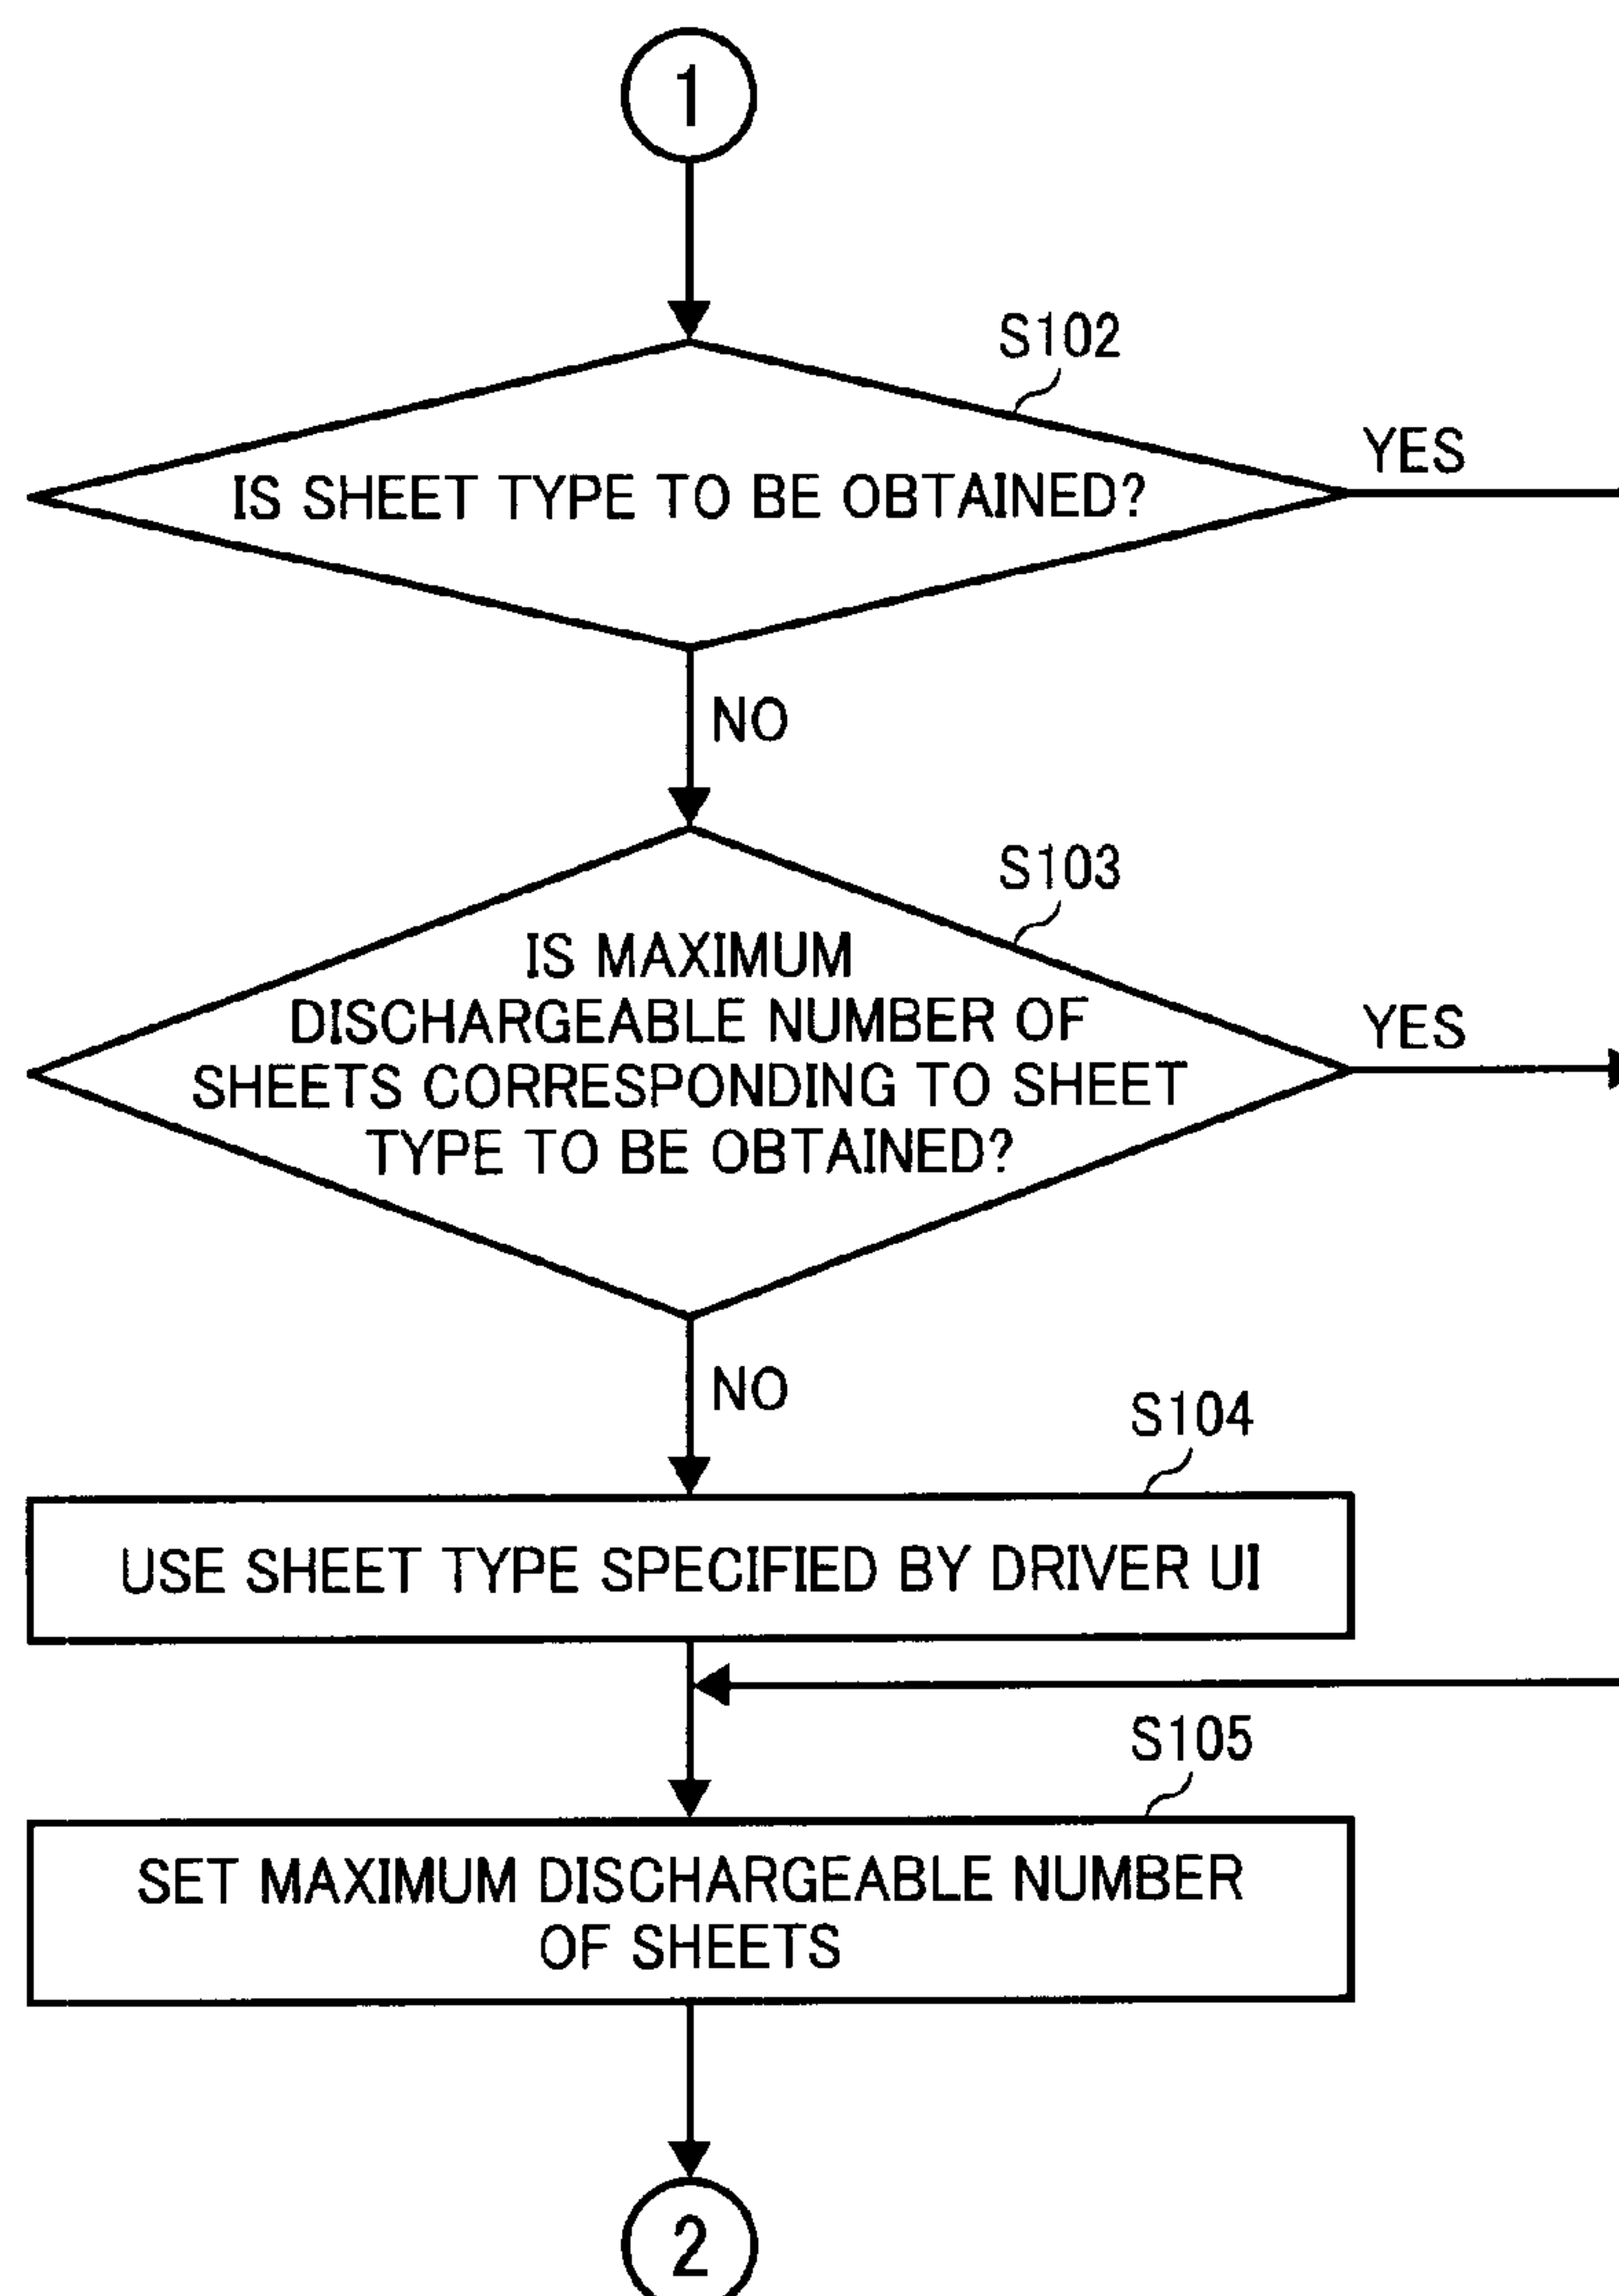 1
S102
IS SHEET TYPE TO BE OBTAINED?
YES
NO
S103
IS MAXIMUM
DISCHARGEABLE NUMBER OF
SHEETS CORRESPONDING TO SHEET
TYPE TO BE OBTAINED?
YES
NO
S104
USE SHEET TYPE SPECIFIED BY DRIVER UI
S105
SET MAXIMUM DISCHARGEABLE NUMBER
OF SHEETS
2